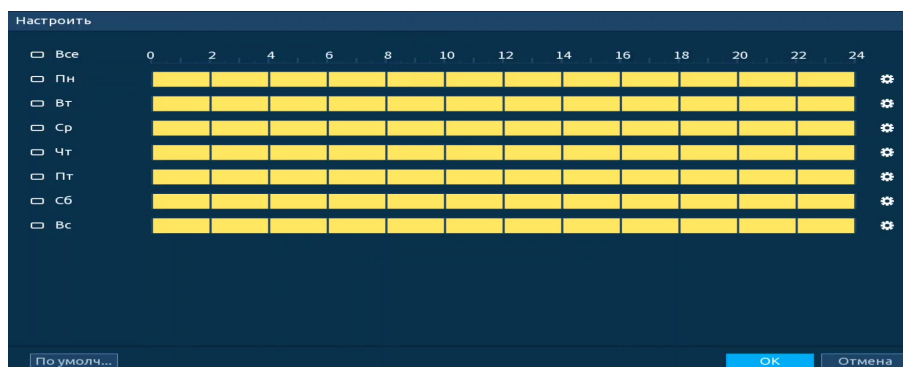 Настроить
Все 0 2 4 6 8 10 12 14 16 18 20 22 24
Пн
Вт
Ср
Чт
Пт
Сб
Вс
По умолч... OK Отмена